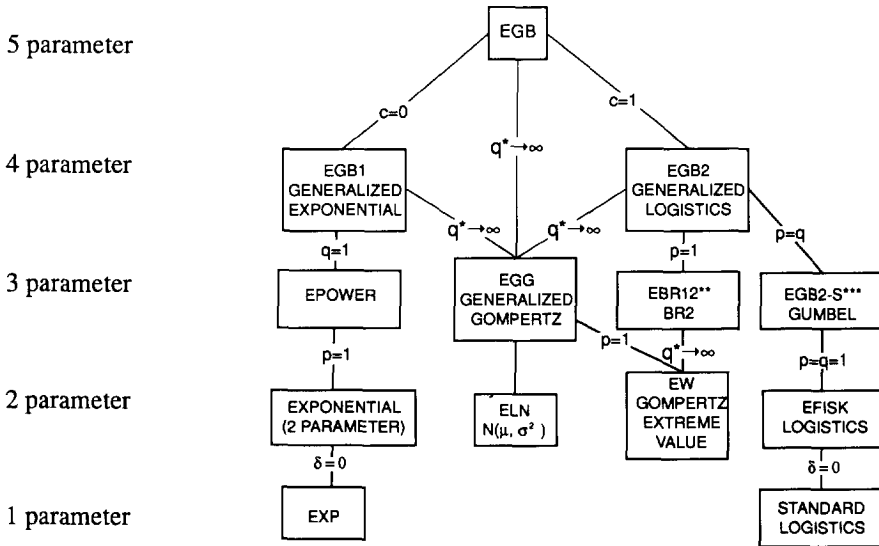 5 parameter
EGB
c=0
c=1
q* →∞
4 parameter
EGB1
GENERALIZED
EXPONENTIAL
EGB2
GENERALIZED
LOGISTICS
q* →∞
q* →∞
p=q
q=1
p=1
3 parameter
EPOWER
EGG
GENERALIZED
GOMPERTZ
EBR12**
BR2
EGB2-S***
GUMBEL
p=1
p=1
q* →∞
p=q=1
2 parameter
EXPONENTIAL
(2 PARAMETER)
ELN
N(μ, σ² )
EW
GOMPERTZ
EXTREME
VALUE
EFISK
LOGISTICS
δ=0
δ=0
1 parameter
EXP
STANDARD
LOGISTICS